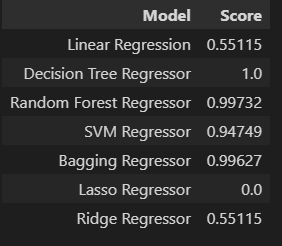 Model Score
Linear Regression 0.55115
Decision Tree Regressor 1.0
Random Forest Regressor 0.99732
SVM Regressor 0.94749
Bagging Regressor 0.99627
Lasso Regressor 0.0
Ridge Regressor 0.55115